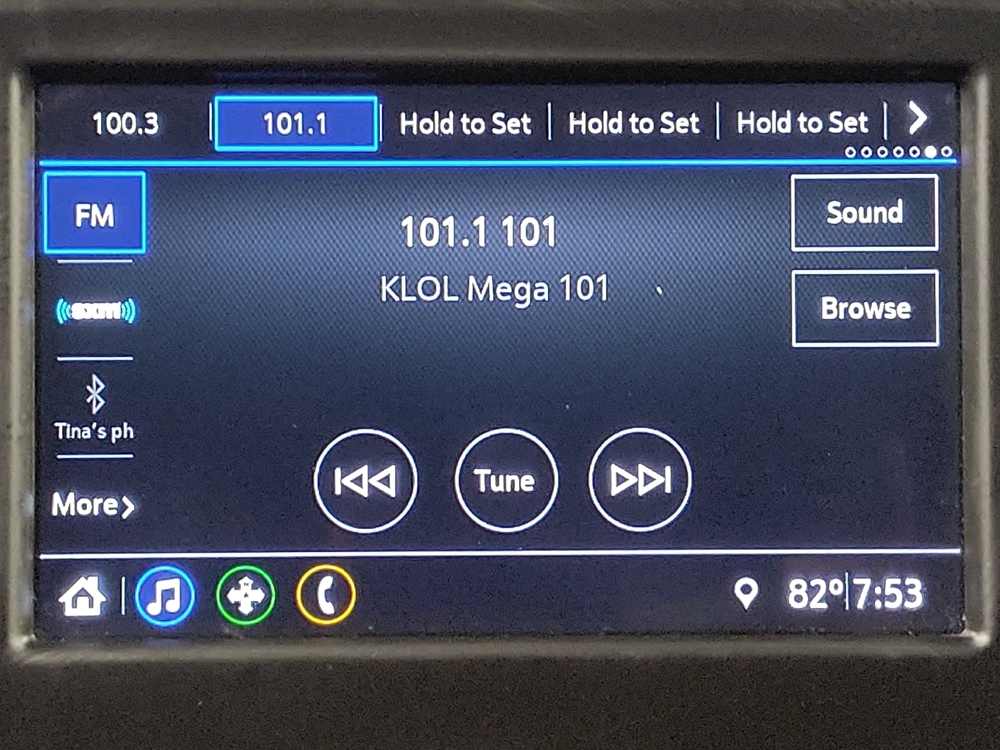 100.3 101.1 Hold to Set Hold to Set Hold to Set
FM
101.1 101
Sound
KLOL Mega 101
sxm
Browse
Tina's ph
More
Tune
82° 7:53